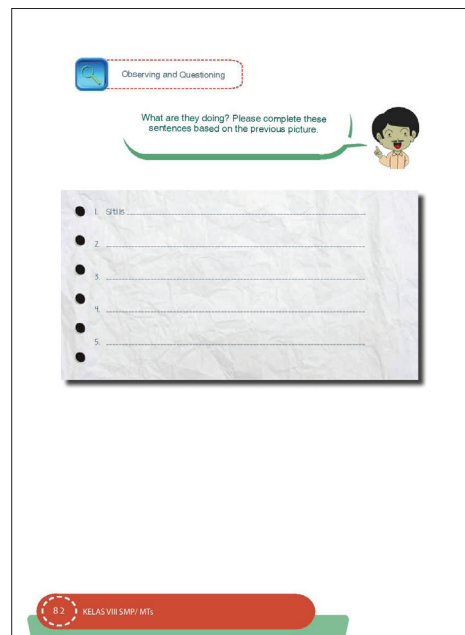 Observing and Questioning
What are they doing? Please complete these
sentences based on the previous picture.
1. Siti is
2.
3.
4.
5.
82 KELAS VIII SMP/ MTs